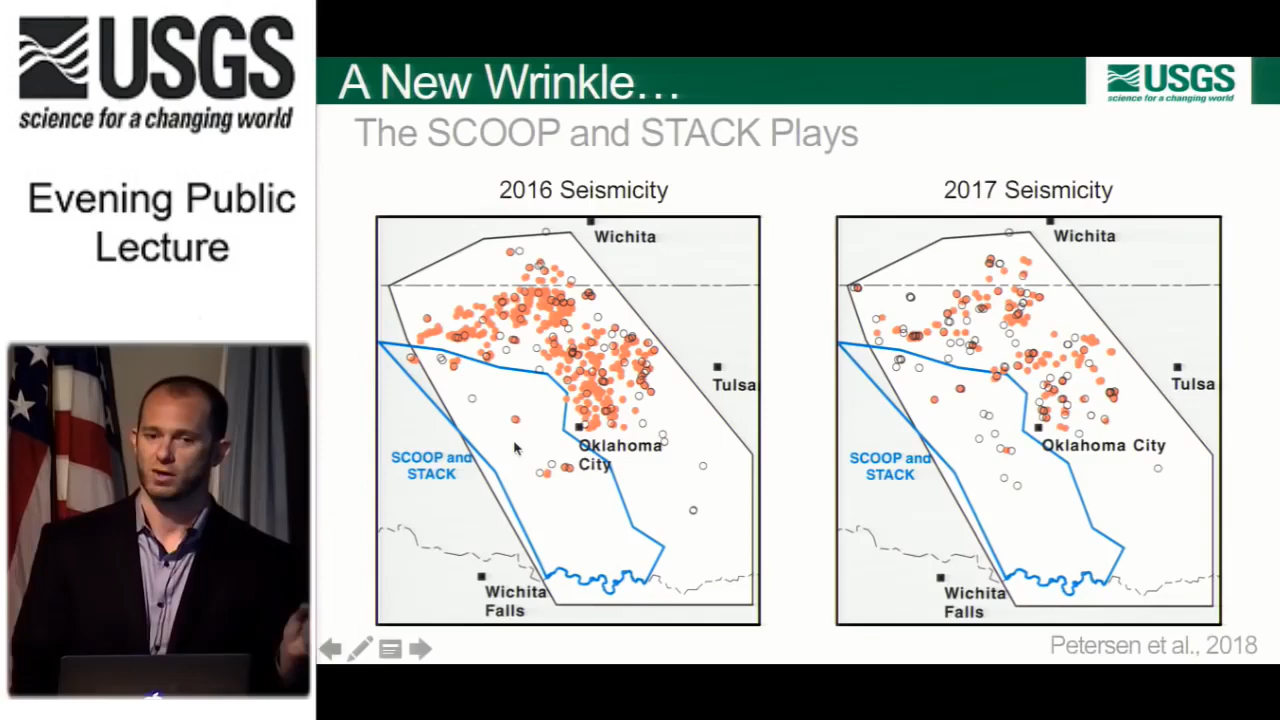 USGS
science for a changing world
Evening Public
Lecture
A New Wrinkle…
USGS
science for a changing world
The SCOOP and STACK Plays
2016 Seismicity
Wichita
Tulsa
Oklahoma
City
SCOOP and
STACK
Wichita
Falls
2017 Seismicity
Wichita
Tulsa
Oklahoma City
SCOOP and
STACK
Wichita
Falls
Petersen et al., 2018